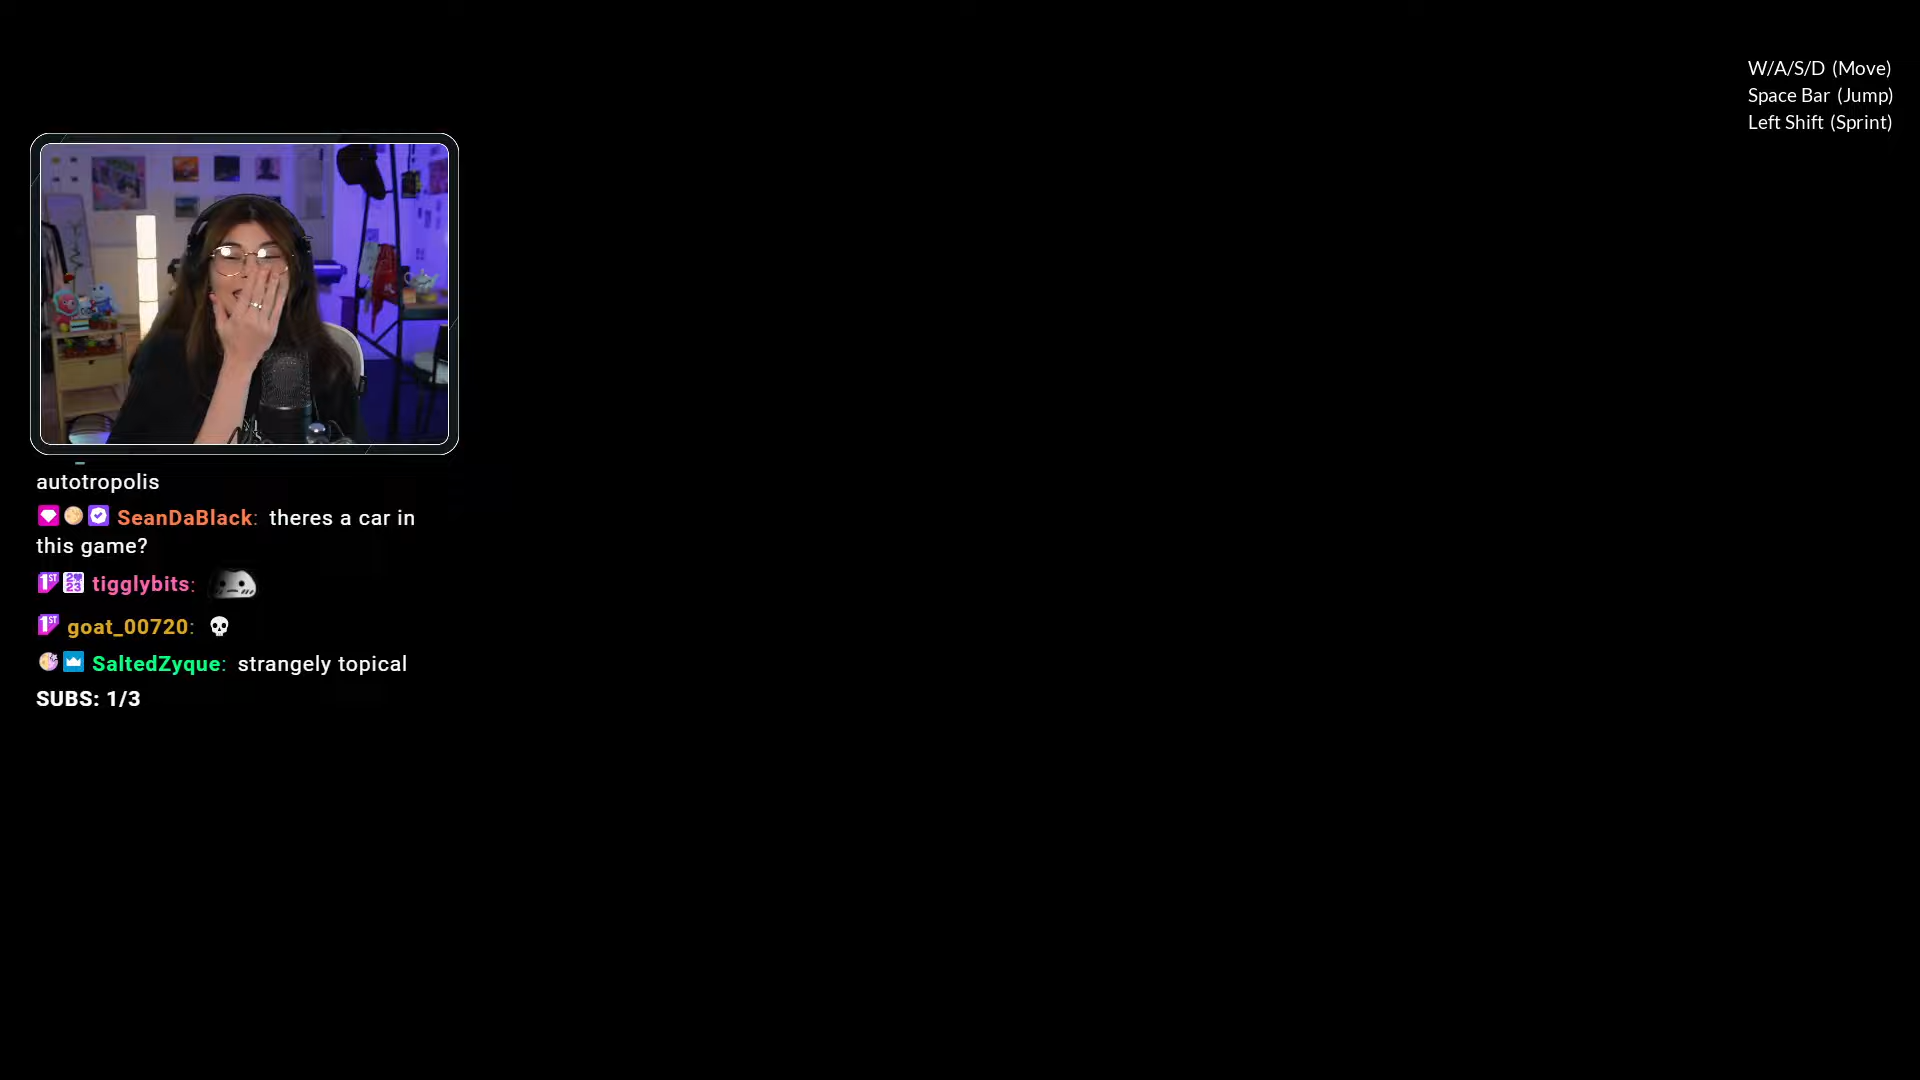 W/A/S/D (Move)
Space Bar (Jump)
Left Shift (Sprint)
autotropolis
SeanDaBlack: theres a car in
this game?
tigglybits:
goat_00720:
SaltedZyque: strangely topical
SUBS: 1/3